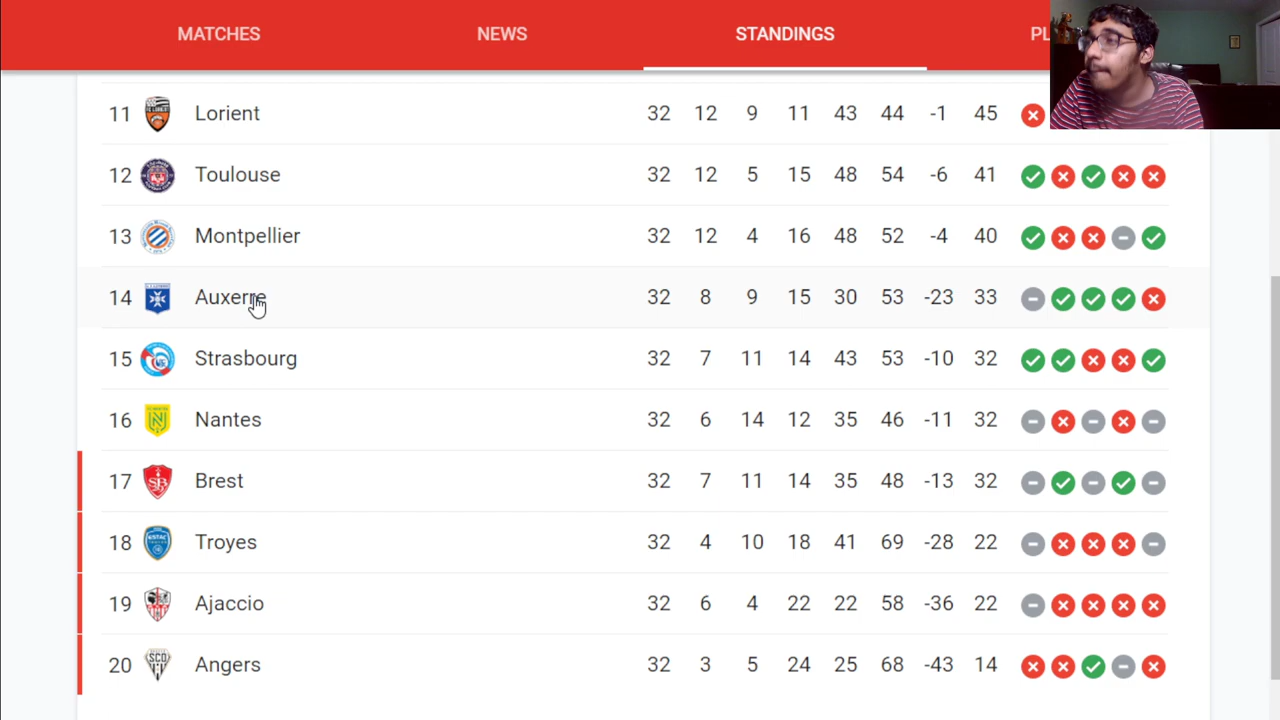 MATCHES NEWS STANDINGS PL
11 Lorient 32 12 9 11 43 44 -1 45
12 Toulouse 32 12 5 15 48 54 -6 41
13 Montpellier 32 12 4 16 48 52 -4 40
14 Auxerre 32 8 9 15 30 53 -23 33
15 Strasbourg 32 7 11 14 43 53 -10 32
16 Nantes 32 6 14 12 35 46 -11 32
17 Brest 32 7 11 14 35 48 -13 32
18 Troyes 32 4 10 18 41 69 -28 22
19 Ajaccio 32 6 4 22 22 58 -36 22
20 Angers 32 3 5 24 25 68 -43 14